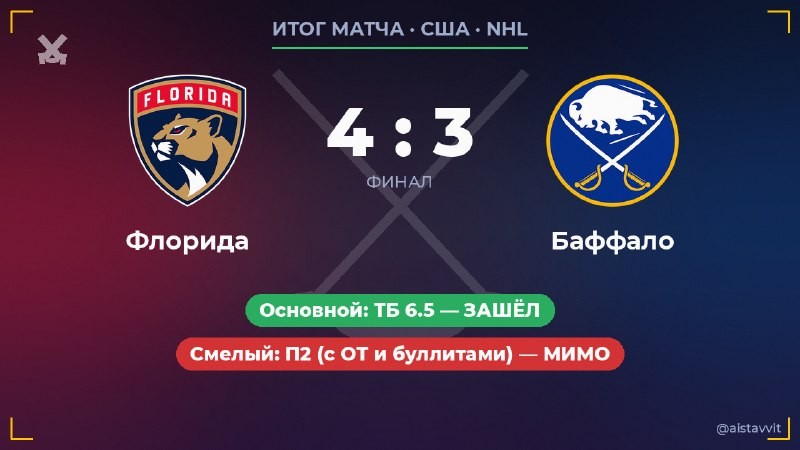 ИТОГ МАТЧА · США · NHL
FLORIDA
4 : 3
ФИНАЛ
Флорида
Баффало
Основной: ТБ 6.5 — ЗАШЁЛ
Смелый: П2 (с ОТ и буллитами) — МИМО
@aistavvit